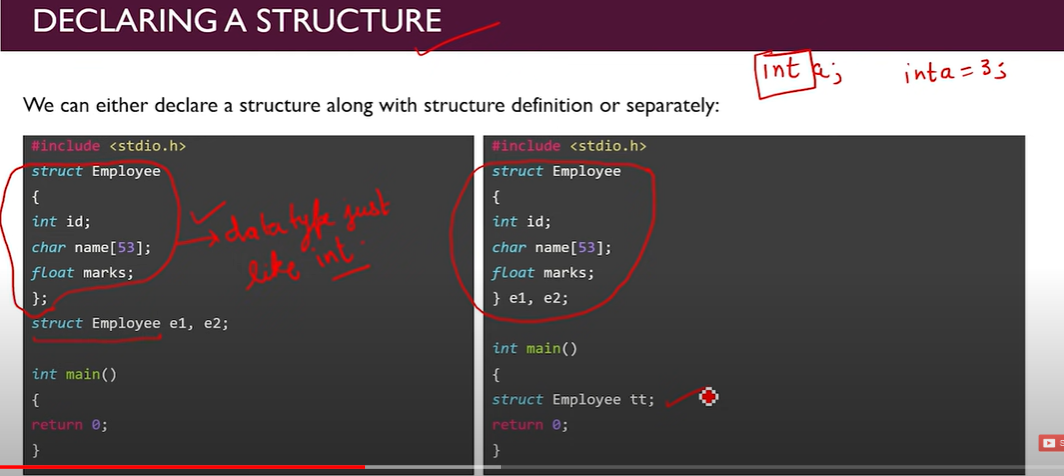 DECLARING A STRUCTURE
int a;
int a = 3;
We can either declare a structure along with structure definition or separately:
#include <stdio.h>
struct Employee
{
int id;
char name[53];
float marks;
};
struct Employee e1, e2;
int main()
{
return 0;
}
data type just
like int.
#include <stdio.h>
struct Employee
{
int id;
char name[53];
float marks;
} e1, e2;
int main()
{
struct Employee tt;
return 0;
}